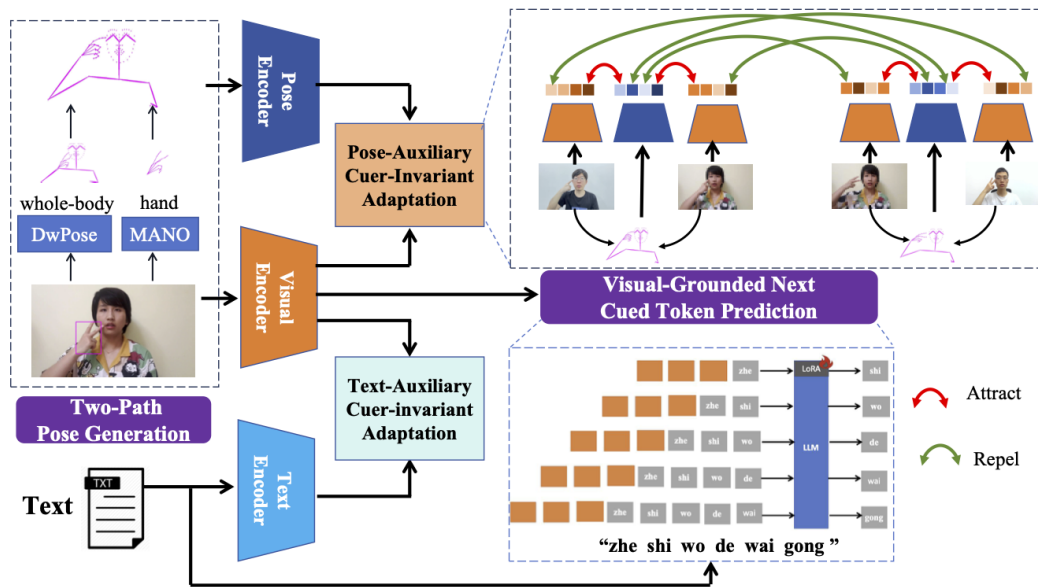 whole-body
hand
DwPose
MANO
Two-Path
Pose Generation
Text
TXT
Pose
Encoder
Visual
Encoder
Text
Encoder
Pose-Auxiliary
Cuer-Invariant
Adaptation
Text-Auxiliary
Cuer-invariant
Adaptation
Visual-Grounded Next
Cued Token Prediction
zhe
LoRA
shi
zhe shi
wo
zhe shi wo
LLM
de
zhe shi wo de
wai
zhe shi wo de wai
gong
“zhe shi wo de wai gong ”
Attract
Repel